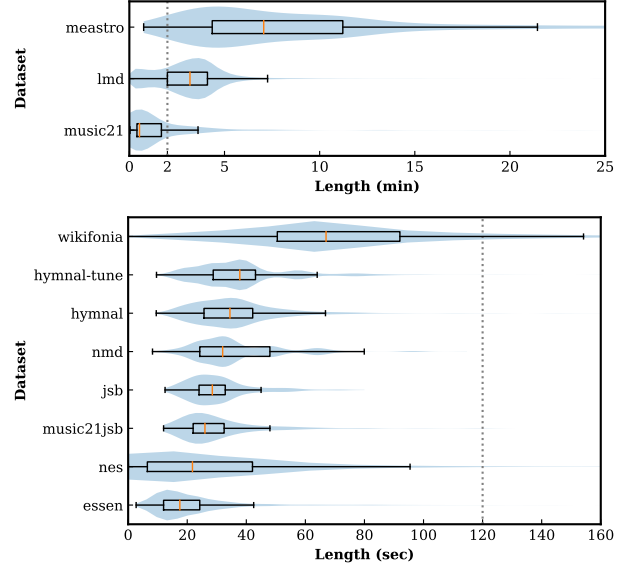 Dataset
meastro
lmd
music21
0 2 5 10 15 20 25
Length (min)
Dataset
wikifonia
hymnal-tune
hymnal
nmd
jsb
music21jsb
nes
essen
0 20 40 60 80 100 120 140 160
Length (sec)